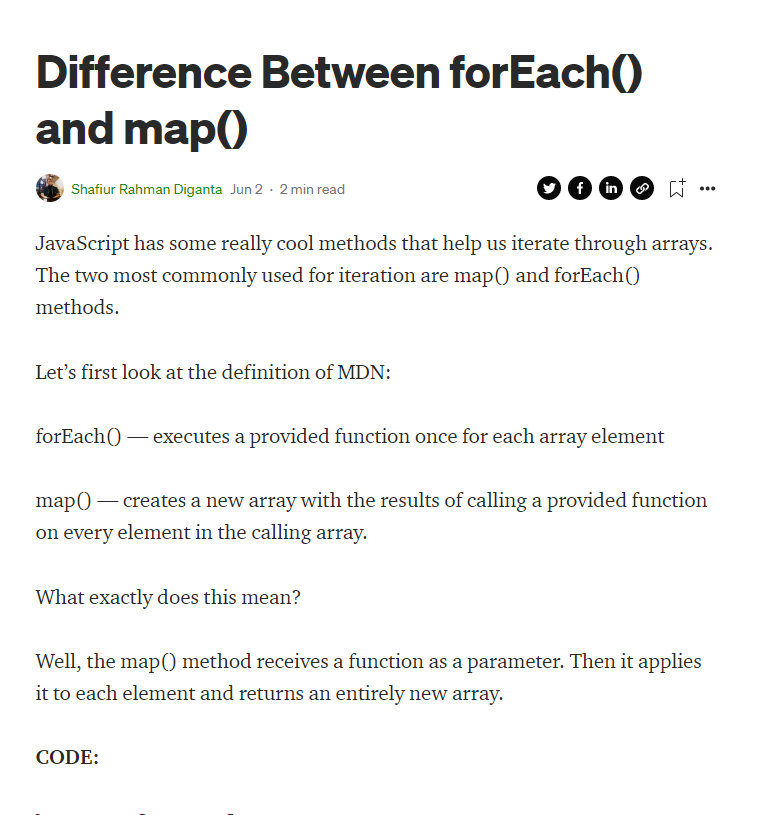 Difference Between forEach()
and map()
Shafiur Rahman Diganta Jun 2 · 2 min read
JavaScript has some really cool methods that help us iterate through arrays.
The two most commonly used for iteration are map() and forEach()
methods.
Let’s first look at the definition of MDN:
forEach() — executes a provided function once for each array element
map() — creates a new array with the results of calling a provided function
on every element in the calling array.
What exactly does this mean?
Well, the map() method receives a function as a parameter. Then it applies
it to each element and returns an entirely new array.
CODE: